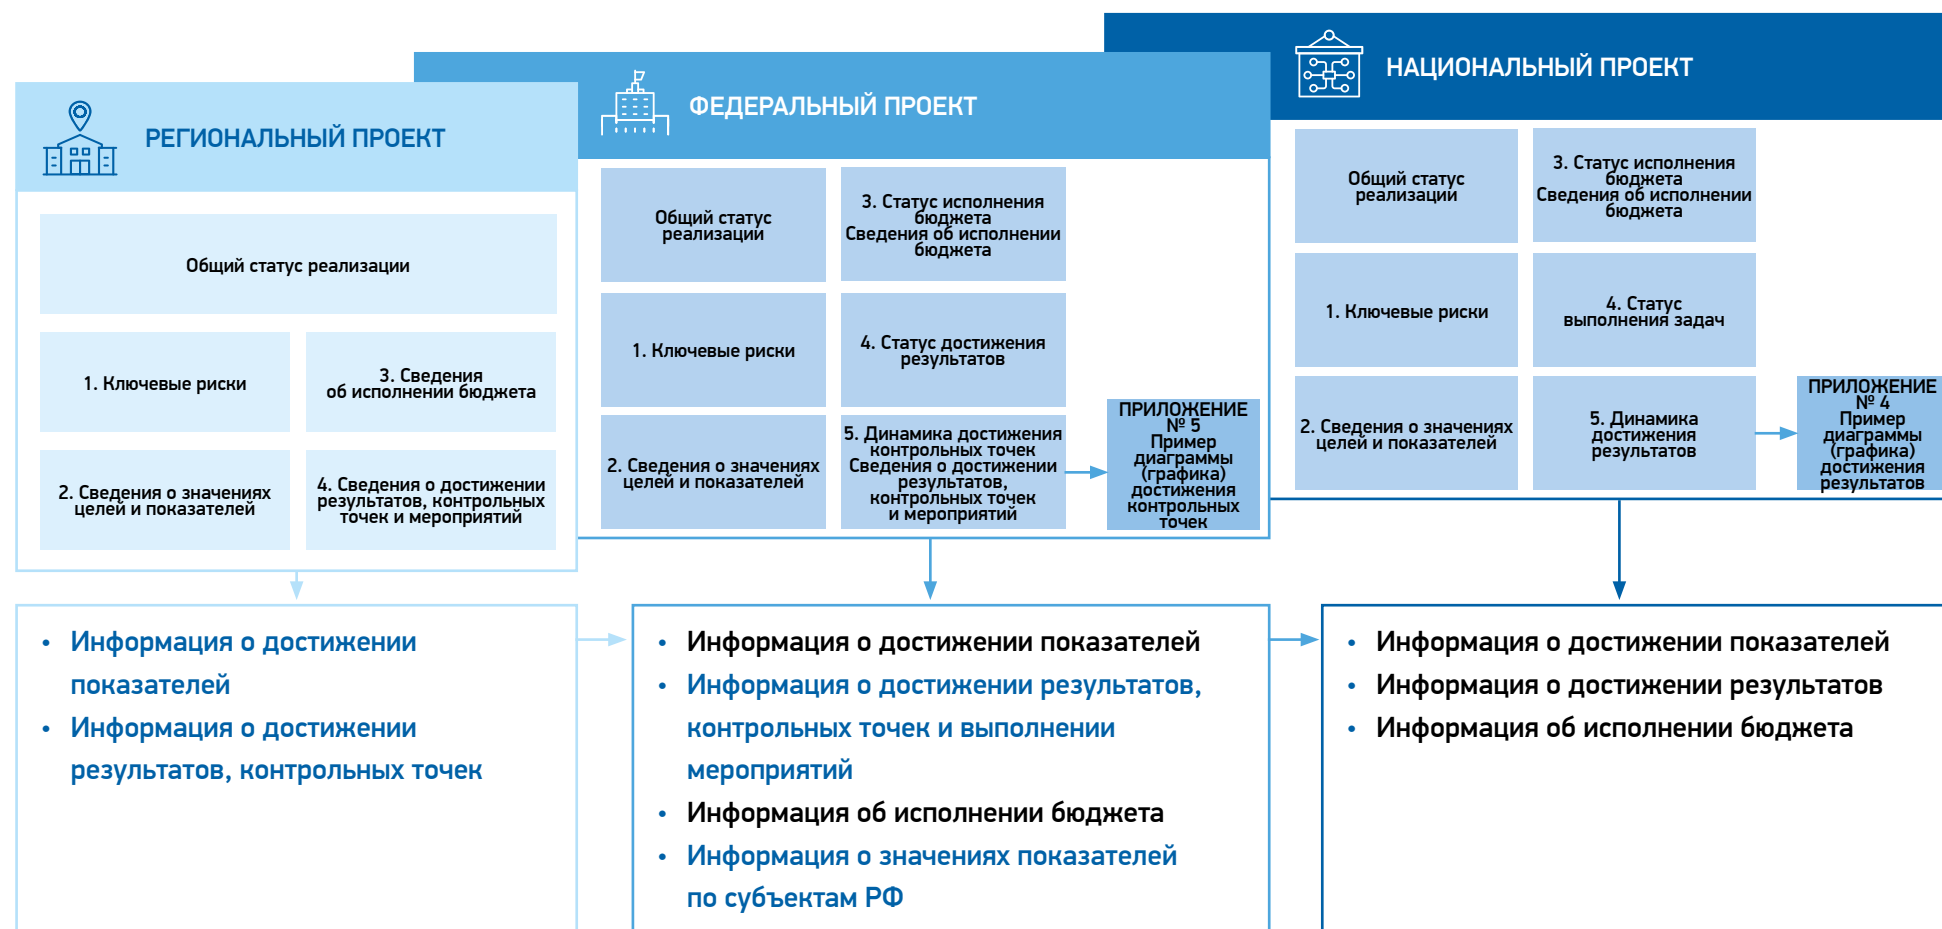 РЕГИОНАЛЬНЫЙ ПРОЕКТ
Общий статус реализации
1. Ключевые риски
3. Сведения
об исполнении бюджета
2. Сведения о значениях
целей и показателей
4. Сведения о достижении
результатов, контрольных
точек и мероприятий
ФЕДЕРАЛЬНЫЙ ПРОЕКТ
Общий статус
реализации
3. Статус исполнения
бюджета
Сведения об исполнении
бюджета
1. Ключевые риски
4. Статус достижения
результатов
2. Сведения о значениях
целей и показателей
5. Динамика достижения
контрольных точек
Сведения о достижении
результатов,
контрольных точек
и мероприятий
ПРИЛОЖЕНИЕ
№ 5
Пример
диаграммы
(графика)
достижения
контрольных
точек
НАЦИОНАЛЬНЫЙ ПРОЕКТ
Общий статус
реализации
3. Статус исполнения
бюджета
Сведения об исполнении
бюджета
1. Ключевые риски
4. Статус
выполнения задач
2. Сведения о значениях
целей и показателей
5. Динамика
достижения
результатов
ПРИЛОЖЕНИЕ
№ 4
Пример
диаграммы
(графика)
достижения
результатов
• Информация о достижении
показателей
• Информация о достижении
результатов, контрольных точек
• Информация о достижении показателей
• Информация о достижении результатов,
контрольных точек и выполнении
мероприятий
• Информация об исполнении бюджета
• Информация о значениях показателей
по субъектам РФ
• Информация о достижении показателей
• Информация о достижении результатов
• Информация об исполнении бюджета